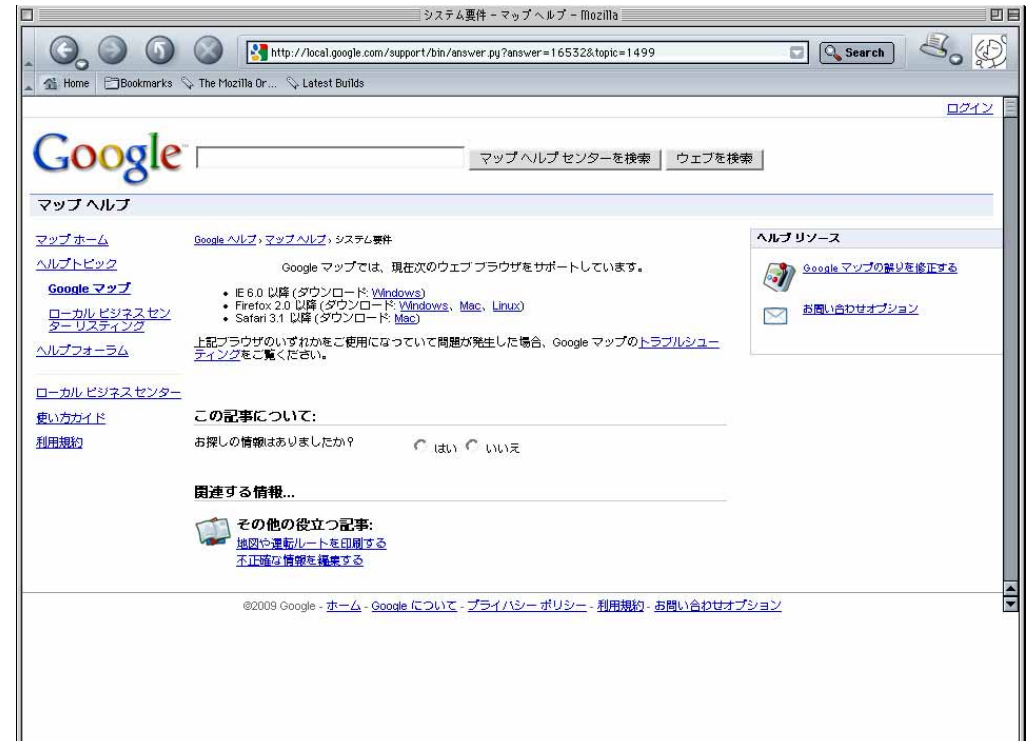 システム要件 - マップ ヘルプ - Mozilla
http://local.google.com/support/bin/answer.py?answer=16532&topic=1499
Search
Home Bookmarks The Mozilla Or... Latest Builds
ログイン
Google™
マップ ヘルプ センターを検索 ウェブを検索
マップ ヘルプ
マップ ホーム
ヘルプトピック
Google マップ
ローカル ビジネス セン
ター リスティング
ヘルプフォーラム
ローカル ビジネス センター
使い方ガイド
利用規約
Google ヘルプ › マップ ヘルプ › システム要件
Google マップでは、現在次のウェブ ブラウザをサポートしています。
• IE 6.0 以降 (ダウンロード: Windows)
• Firefox 2.0 以降 (ダウンロード: Windows、Mac、Linux)
• Safari 3.1 以降 (ダウンロード: Mac)
上記ブラウザのいずれかをご使用になっていて問題が発生した場合、Google マップのトラブルシュー
ティングをご覧ください。
この記事について:
お探しの情報はありましたか? はい いいえ
関連する情報...
その他の役立つ記事:
地図や運転ルートを印刷する
不正確な情報を編集する
ヘルプ リソース
Google マップの誤りを修正する
お問い合わせオプション
©2009 Google - ホーム - Google について - プライバシー ポリシー - 利用規約 - お問い合わせオプション